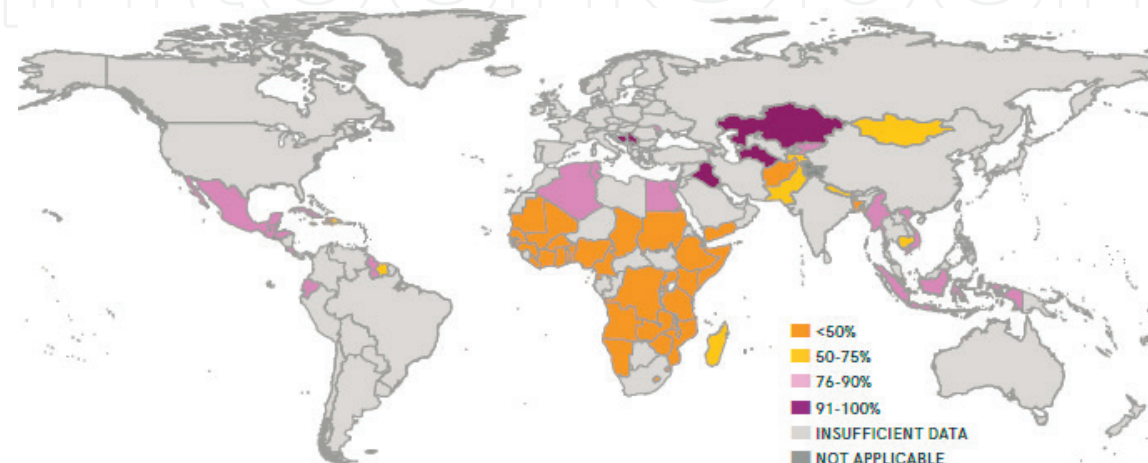 <50%
50-75%
76-90%
91-100%
INSUFFICIENT DATA
NOT APPLICABLE